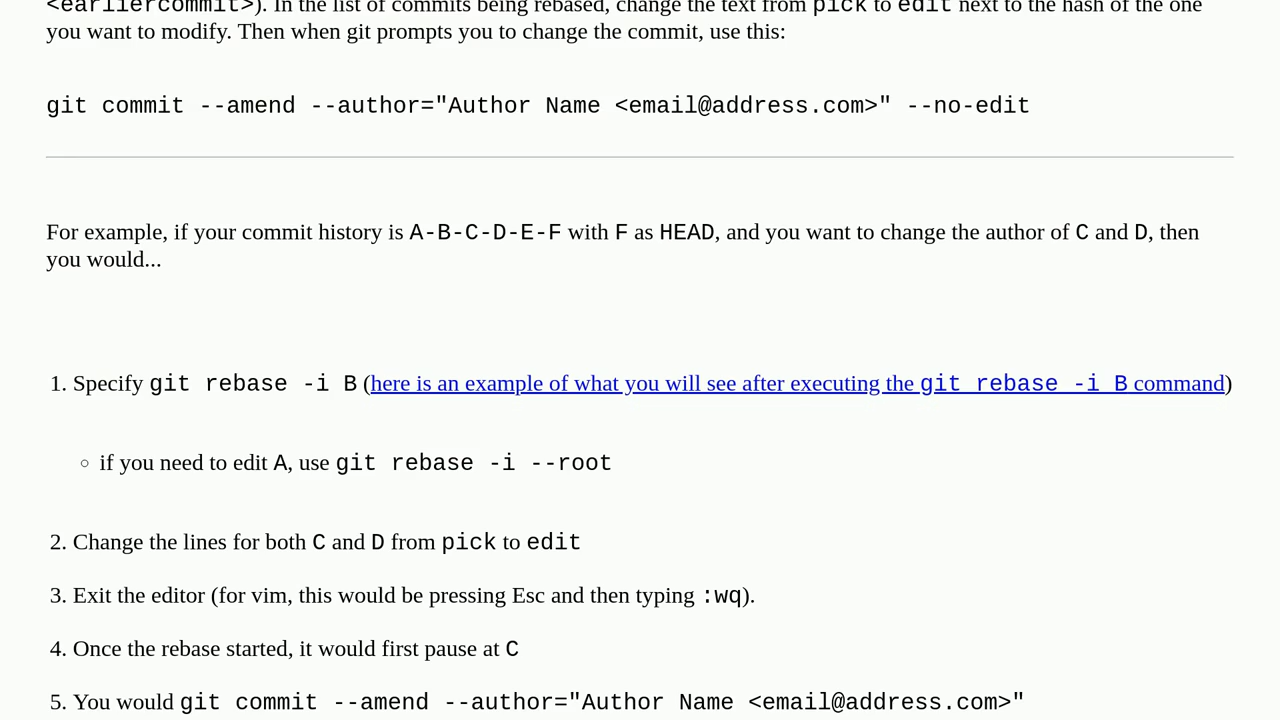 <earliercommit>). In the list of commits being rebased, change the text from pick to edit next to the hash of the one
you want to modify. Then when git prompts you to change the commit, use this:
git commit --amend --author="Author Name <email@address.com>" --no-edit
For example, if your commit history is A-B-C-D-E-F with F as HEAD, and you want to change the author of C and D, then
you would...
1. Specify git rebase -i B (here is an example of what you will see after executing the git rebase -i B command)
◦ if you need to edit A, use git rebase -i --root
2. Change the lines for both C and D from pick to edit
3. Exit the editor (for vim, this would be pressing Esc and then typing :wq).
4. Once the rebase started, it would first pause at C
5. You would git commit --amend --author="Author Name <email@address.com>"